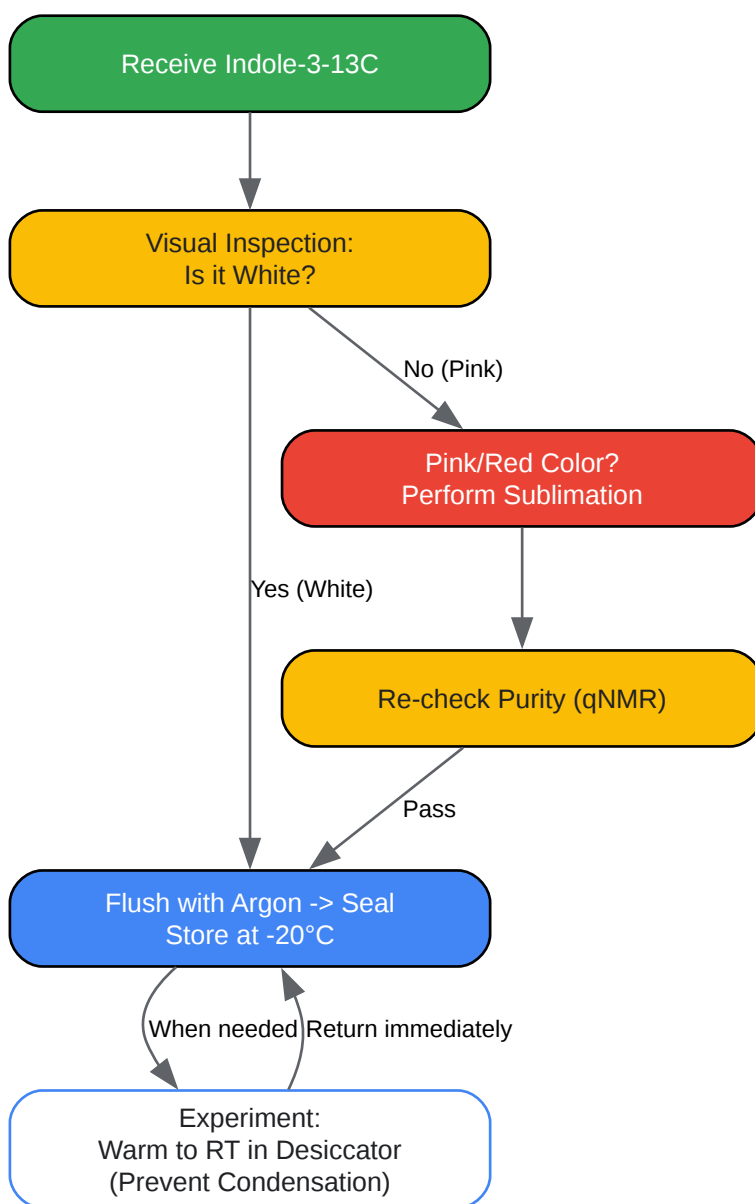 Receive Indole-3-13C
Visual Inspection:
Is it White?
No (Pink)
Pink/Red Color?
Perform Sublimation
Yes (White)
Re-check Purity (qNMR)
Pass
Flush with Argon -> Seal
Store at -20°C
When needed
Return immediately
Experiment:
Warm to RT in Desiccator
(Prevent Condensation)